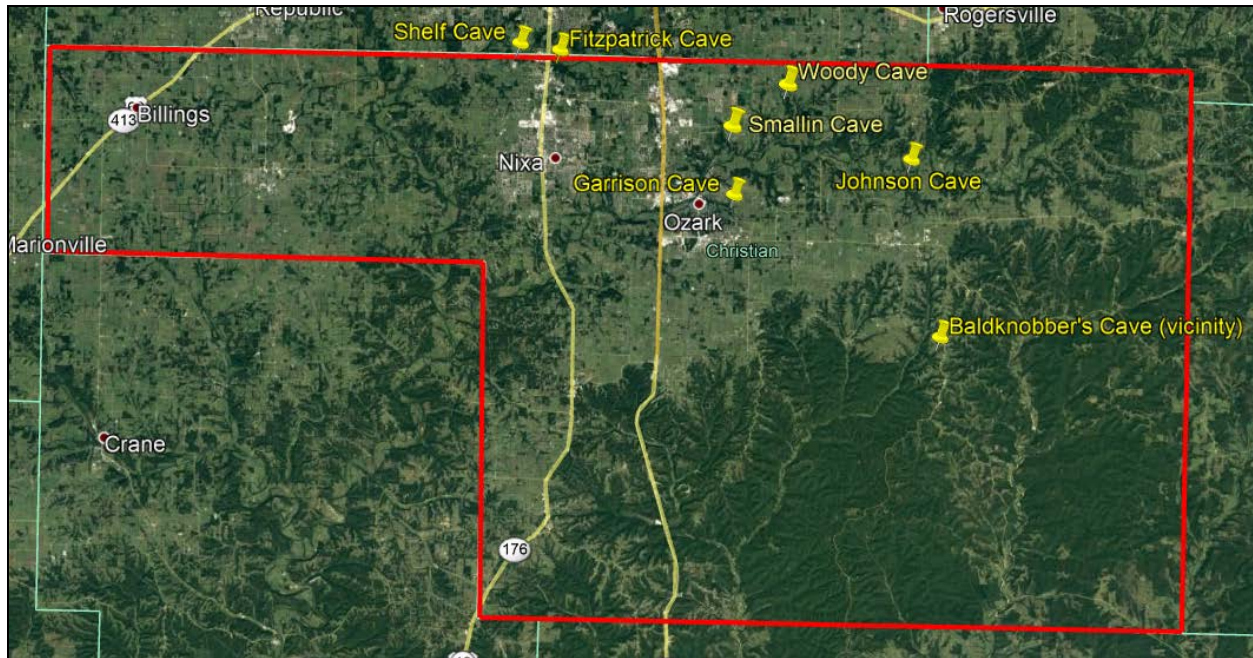 Republic
Rogersville
Shelf Cave
Fitzpatrick Cave
Woody Cave
Billings
413
Smallin Cave
Nixa
Garrison Cave
Johnson Cave
Ozark
Marionville
Christian
Baldknobber's Cave (vicinity)
Crane
176